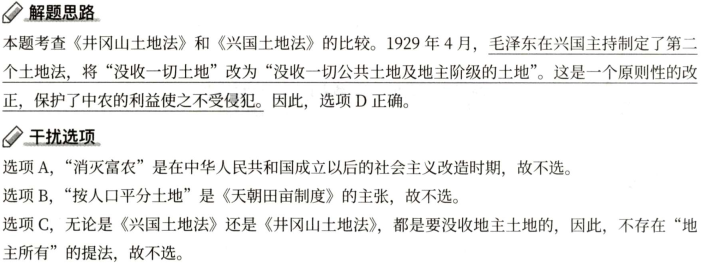 解题思路
本题考查《井冈山土地法》和《兴国土地法》的比较。1929 年 4 月，毛泽东在兴国主持制定了第二
个土地法，将“没收一切土地”改为“没收一切公共土地及地主阶级的土地”。这是一个原则性的改
正，保护了中农的利益使之不受侵犯。因此，选项 D 正确。
干扰选项
选项 A，“消灭富农”是在中华人民共和国成立以后的社会主义改造时期，故不选。
选项 B，“按人口平分土地”是《天朝田亩制度》的主张，故不选。
选项 C，无论是《兴国土地法》还是《井冈山土地法》，都是要没收地主土地的，因此，不存在“地
主所有”的提法，故不选。